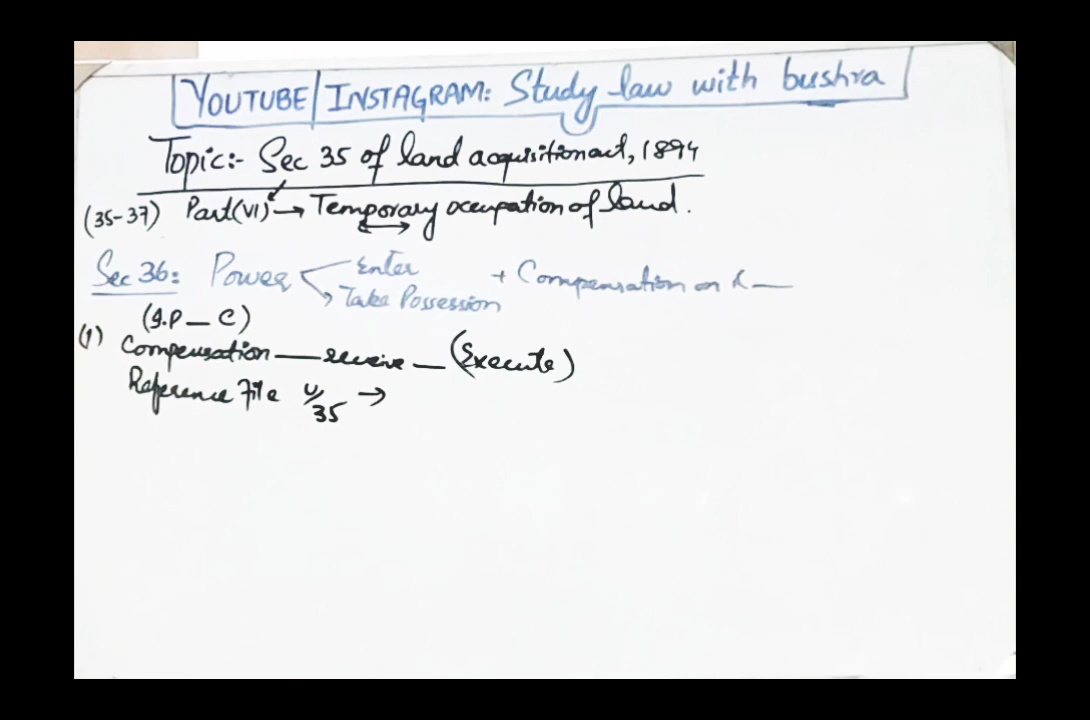 YOUTUBE/INSTAGRAM: Study law with bushra
Topic:- Sec 35 of land acquisition act, 1894
(35-37) Part(VI) → Temporary occupation of land.
Sec 36: Power Enter + Compensation on
Take Possession
(I.P — C)
(1) Compensation — receive — (Execute)
Reference File U/35 →